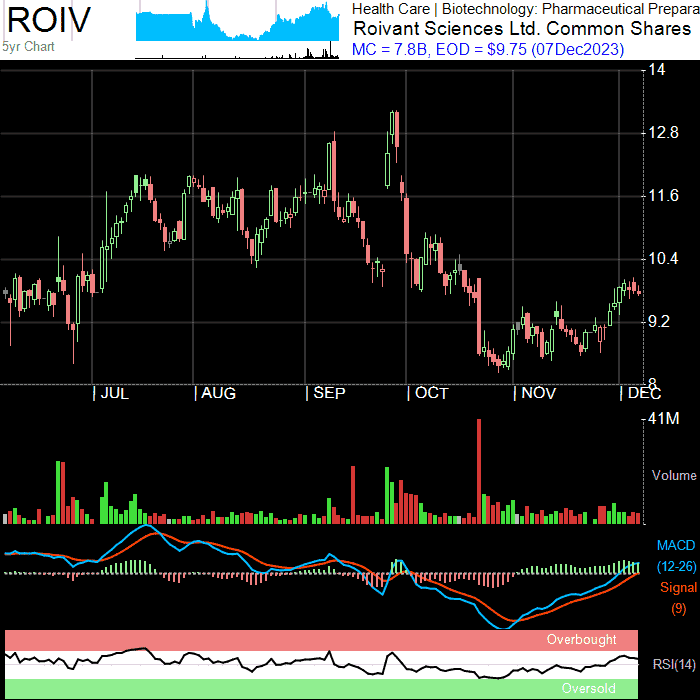 ROIV
5yr Chart
Health Care | Biotechnology: Pharmaceutical Prepara
Roivant Sciences Ltd. Common Shares
MC = 7.8B, EOD = $9.75 (07Dec2023)
14
12.8
11.6
10.4
9.2
8
| JUL | AUG | SEP | OCT | NOV | DEC
41M
Volume
MACD
(12-26)
Signal
(9)
Overbought
RSI(14)
Oversold